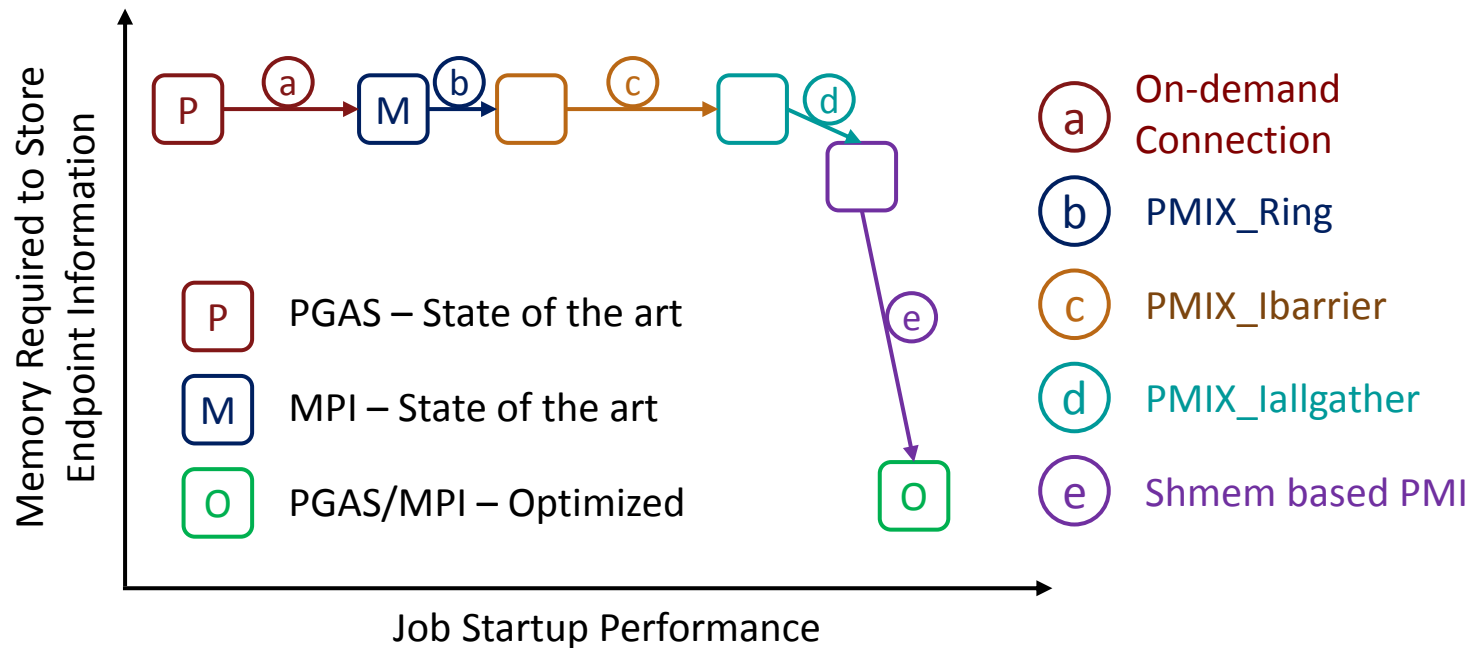 Memory Required to Store
Endpoint Information
P
a
M
b
c
d
e
O
P PGAS – State of the art
M MPI – State of the art
O PGAS/MPI – Optimized
a On-demand
Connection
b PMIX_Ring
c PMIX_Ibarrier
d PMIX_Iallgather
e Shmem based PMI
Job Startup Performance